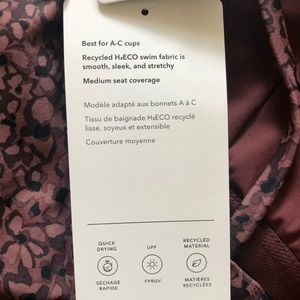 Best for A-C cups
Recycled H₂ECO swim fabric is
smooth, sleek, and stretchy
Medium seat coverage
Modèle adapté aux bonnets A à C
Tissu de baignade H₂ECO recyclé
lisse, soyeux et extensible
Couverture moyenne
QUICK
DRYING
UPF
RECYCLED
MATERIAL
SÉCHAGE
RAPIDE
FPRUV
MATIÈRES
RECYCLÉES